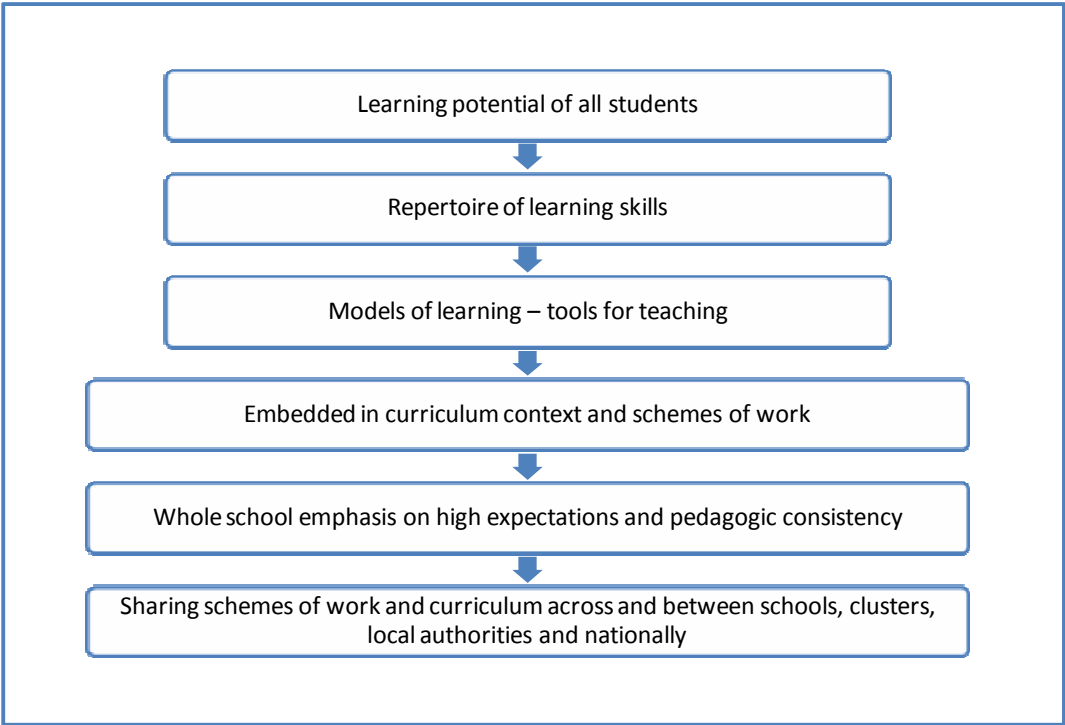 Learning potential of all students
Repertoire of learning skills
Models of learning – tools for teaching
Embedded in curriculum context and schemes of work
Whole school emphasis on high expectations and pedagogic consistency
Sharing schemes of work and curriculum across and between schools, clusters,
local authorities and nationally